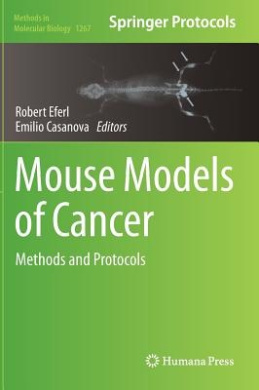 Methods in
Molecular Biology 1267
Springer Protocols
Robert Eferl
Emilio Casanova Editors
Mouse Models
of Cancer
Methods and Protocols
Humana Press